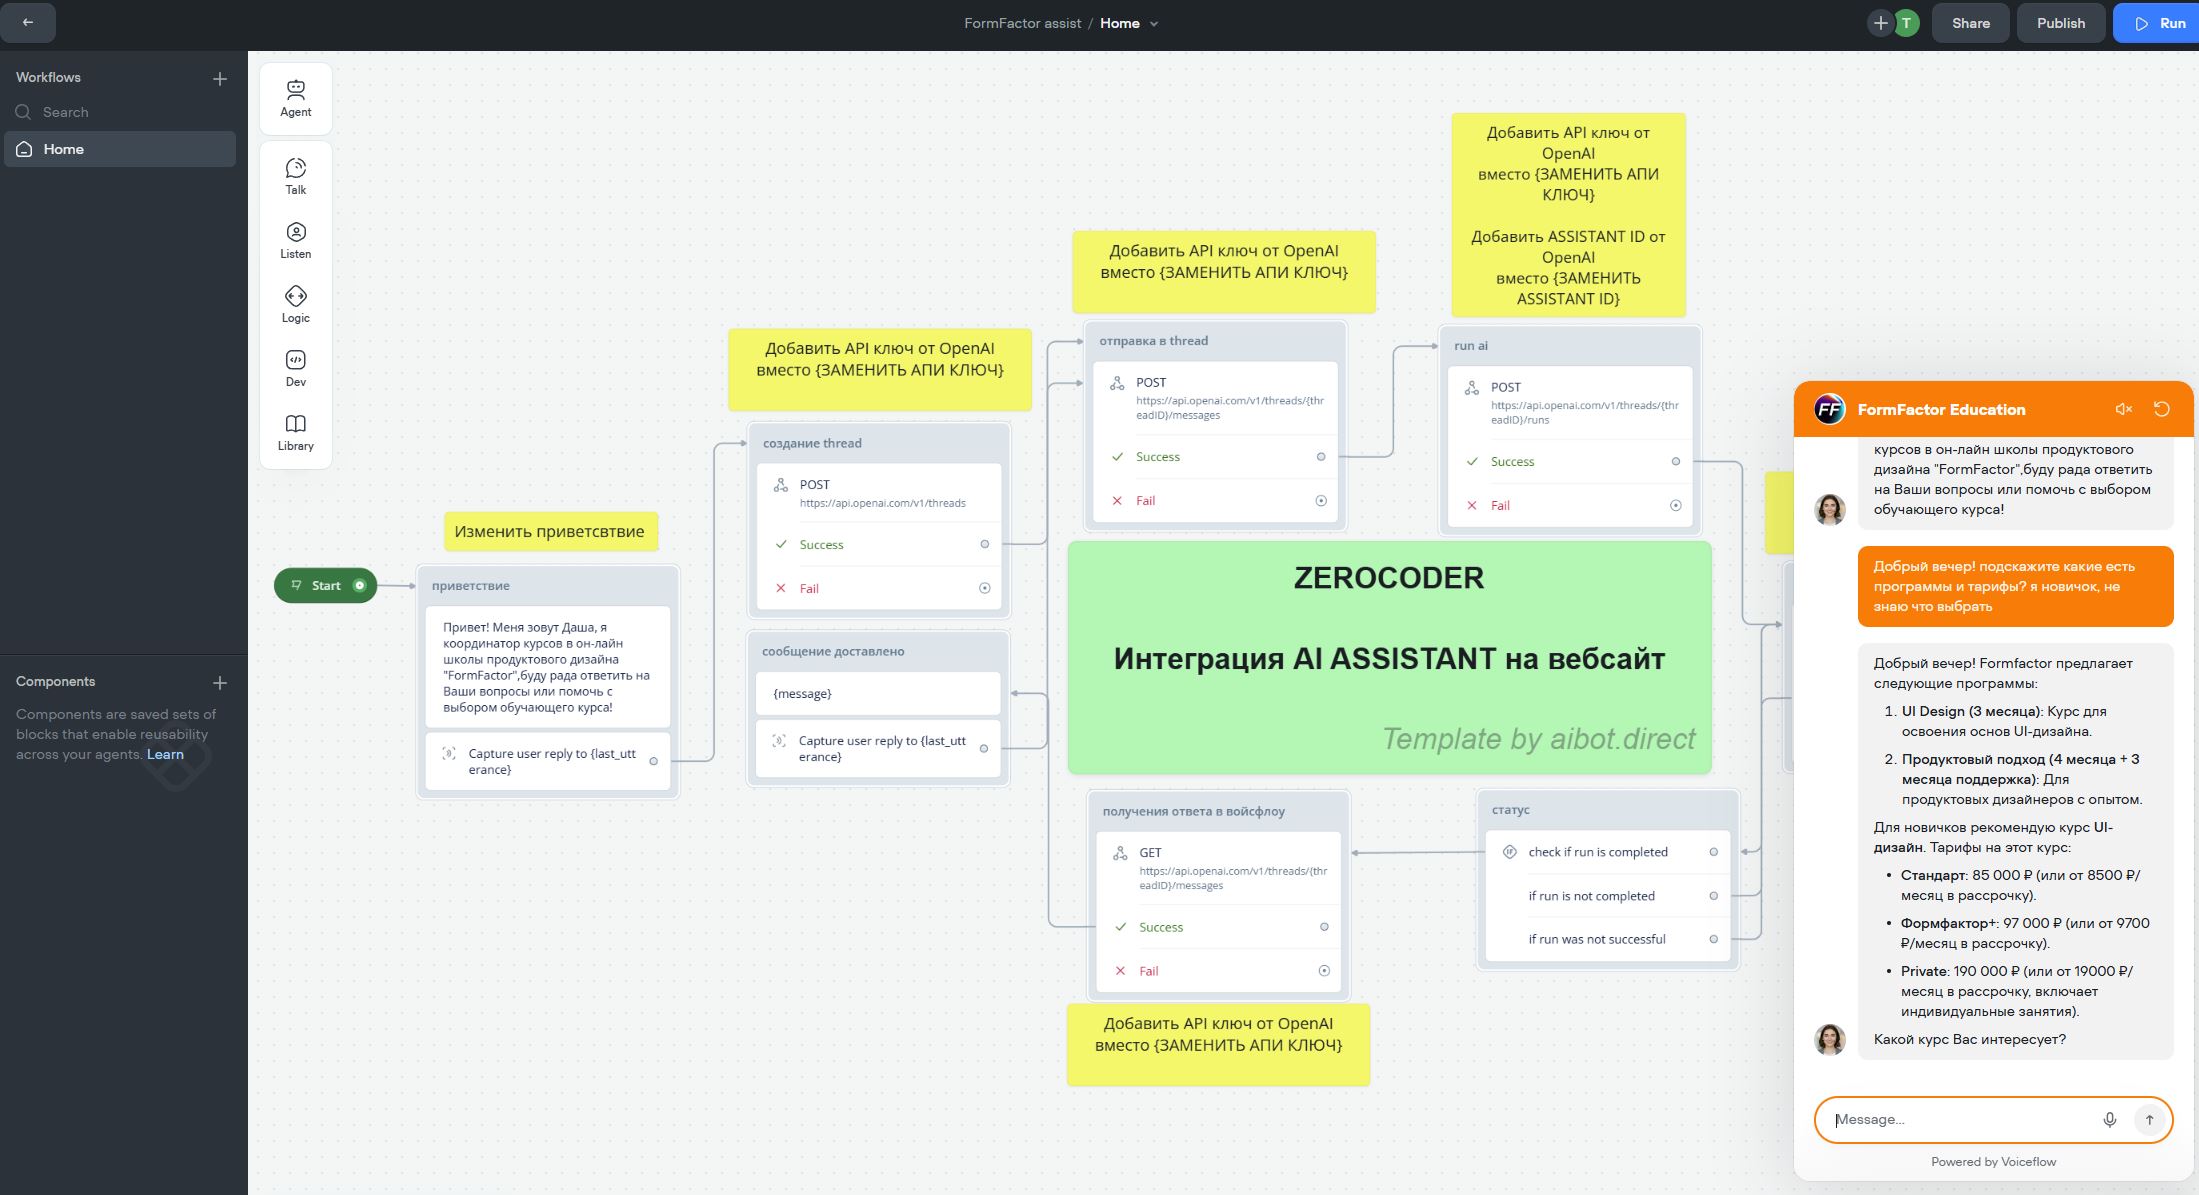 FormFactor assist / Home
T
Share
Publish
Run
Workflows
Search
Home
Components
Components are saved sets of
blocks that enable reusability
across your agents. Learn
Agent
Talk
Listen
Logic
Dev
Library
Изменить приветсвтвие
Start
приветствие
Привет! Меня зовут Даша, я
координатор курсов в он-лайн
школы продуктового дизайна
"FormFactor",буду рада ответить на
Ваши вопросы или помочь с
выбором обучающего курса!
Capture user reply to {last_utt
erance}
Добавить API ключ от OpenAI
вместо {ЗАМЕНИТЬ АПИ КЛЮЧ}
создание thread
POST
https://api.openai.com/v1/threads
Success
Fail
сообщение доставлено
{message}
Capture user reply to {last_utt
erance}
Добавить API ключ от OpenAI
вместо {ЗАМЕНИТЬ АПИ КЛЮЧ}
отправка в thread
POST
https://api.openai.com/v1/threads/{thr
eadID}/messages
Success
Fail
Добавить API ключ от
OpenAI
вместо {ЗАМЕНИТЬ АПИ
КЛЮЧ}
Добавить ASSISTANT ID от
OpenAI
вместо {ЗАМЕНИТЬ
ASSISTANT ID}
run ai
POST
https://api.openai.com/v1/threads/{thr
eadID}/runs
Success
Fail
ZEROCODER
Интеграция AI ASSISTANT на вебсайт
Template by aibot.direct
получения ответа в войсфлоу
GET
https://api.openai.com/v1/threads/{thr
eadID}/messages
Success
Fail
Добавить API ключ от OpenAI
вместо {ЗАМЕНИТЬ АПИ КЛЮЧ}
статус
check if run is completed
if run is not completed
if run was not successful
FF
FormFactor Education
курсов в он-лайн школы продуктового
дизайна "FormFactor",буду рада ответить
на Ваши вопросы или помочь с выбором
обучающего курса!
Добрый вечер! подскажите какие есть
программы и тарифы? я новичок, не
знаю что выбрать
Добрый вечер! Formfactor предлагает
следующие программы:
1. UI Design (3 месяца): Курс для
освоения основ UI-дизайна.
2. Продуктовый подход (4 месяца + 3
месяца поддержка): Для
продуктовых дизайнеров с опытом.
Для новичков рекомендую курс UI-
дизайн. Тарифы на этот курс:
• Стандарт: 85 000 ₽ (или от 8500 ₽/
месяц в рассрочку).
• Формфактор+: 97 000 ₽ (или от 9700
₽/месяц в рассрочку).
• Private: 190 000 ₽ (или от 19000 ₽/
месяц в рассрочку, включает
индивидуальные занятия).
Какой курс Вас интересует?
Message...
Powered by Voiceflow